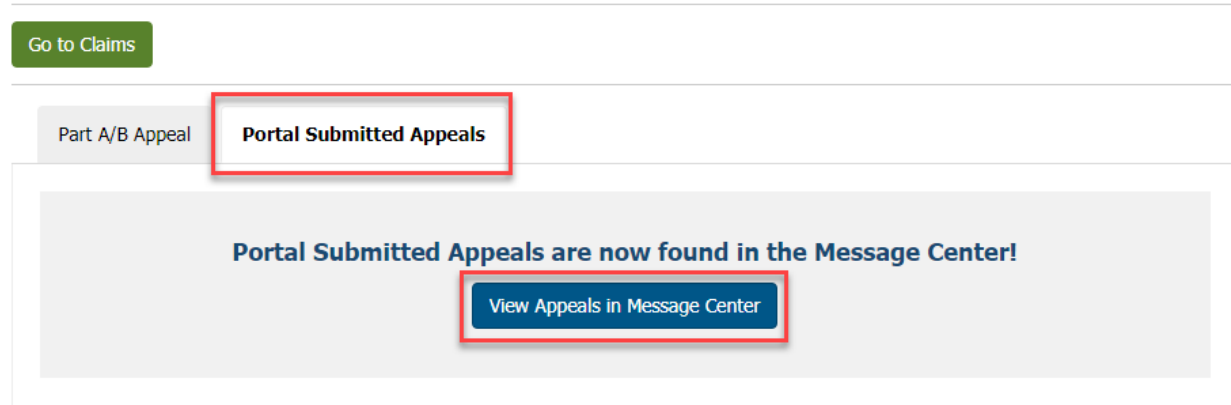 Go to Claims
Part A/B Appeal
Portal Submitted Appeals
Portal Submitted Appeals are now found in the Message Center!
View Appeals in Message Center